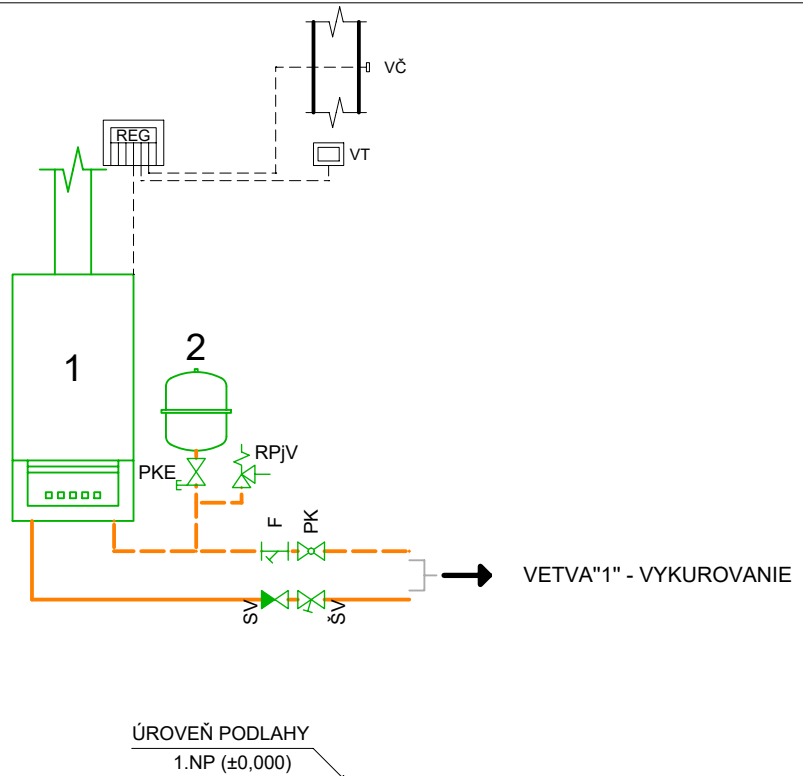 VČ
REG
VT
1
2
PKE
RPjV
F
PK
VETVA"1" - VYKUROVANIE
SV
ŠV
ÚROVEŇ PODLAHY
1.NP (±0,000)